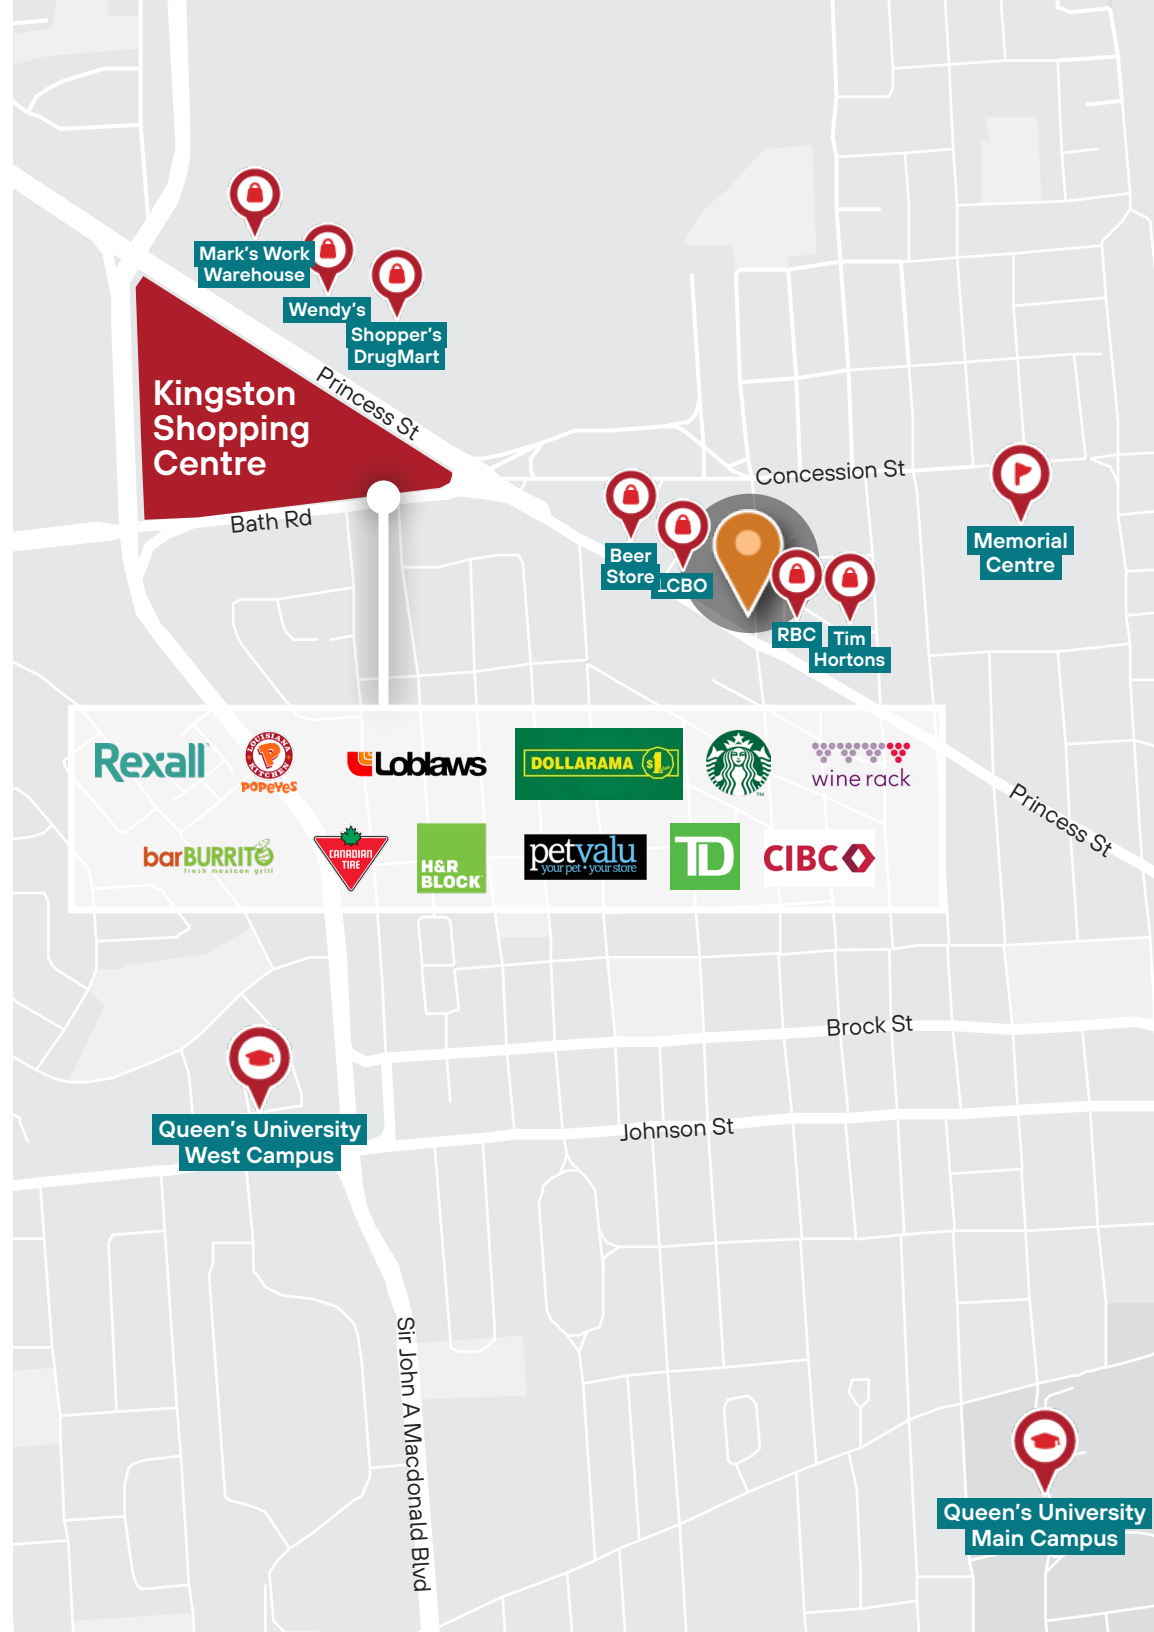 Mark's Work
Warehouse
Wendy's
Shopper's
DrugMart
Kingston
Shopping
Centre
Princess St
Bath Rd
Concession St
Beer
Store
LCBO
RBC
Tim
Hortons
Memorial
Centre
Rexall
LOUISIANA
KITCHEN
POPEYES
Loblaws
DOLLARAMA $1
TM
wine rack
barBURRITO
fresh mexican grill
CANADIAN
TIRE
H&R
BLOCK
petvalu
your pet • your store
TD
CIBC
Princess St
Brock St
Johnson St
Queen's University
West Campus
Sir John A Macdonald Blvd
Queen's University
Main Campus